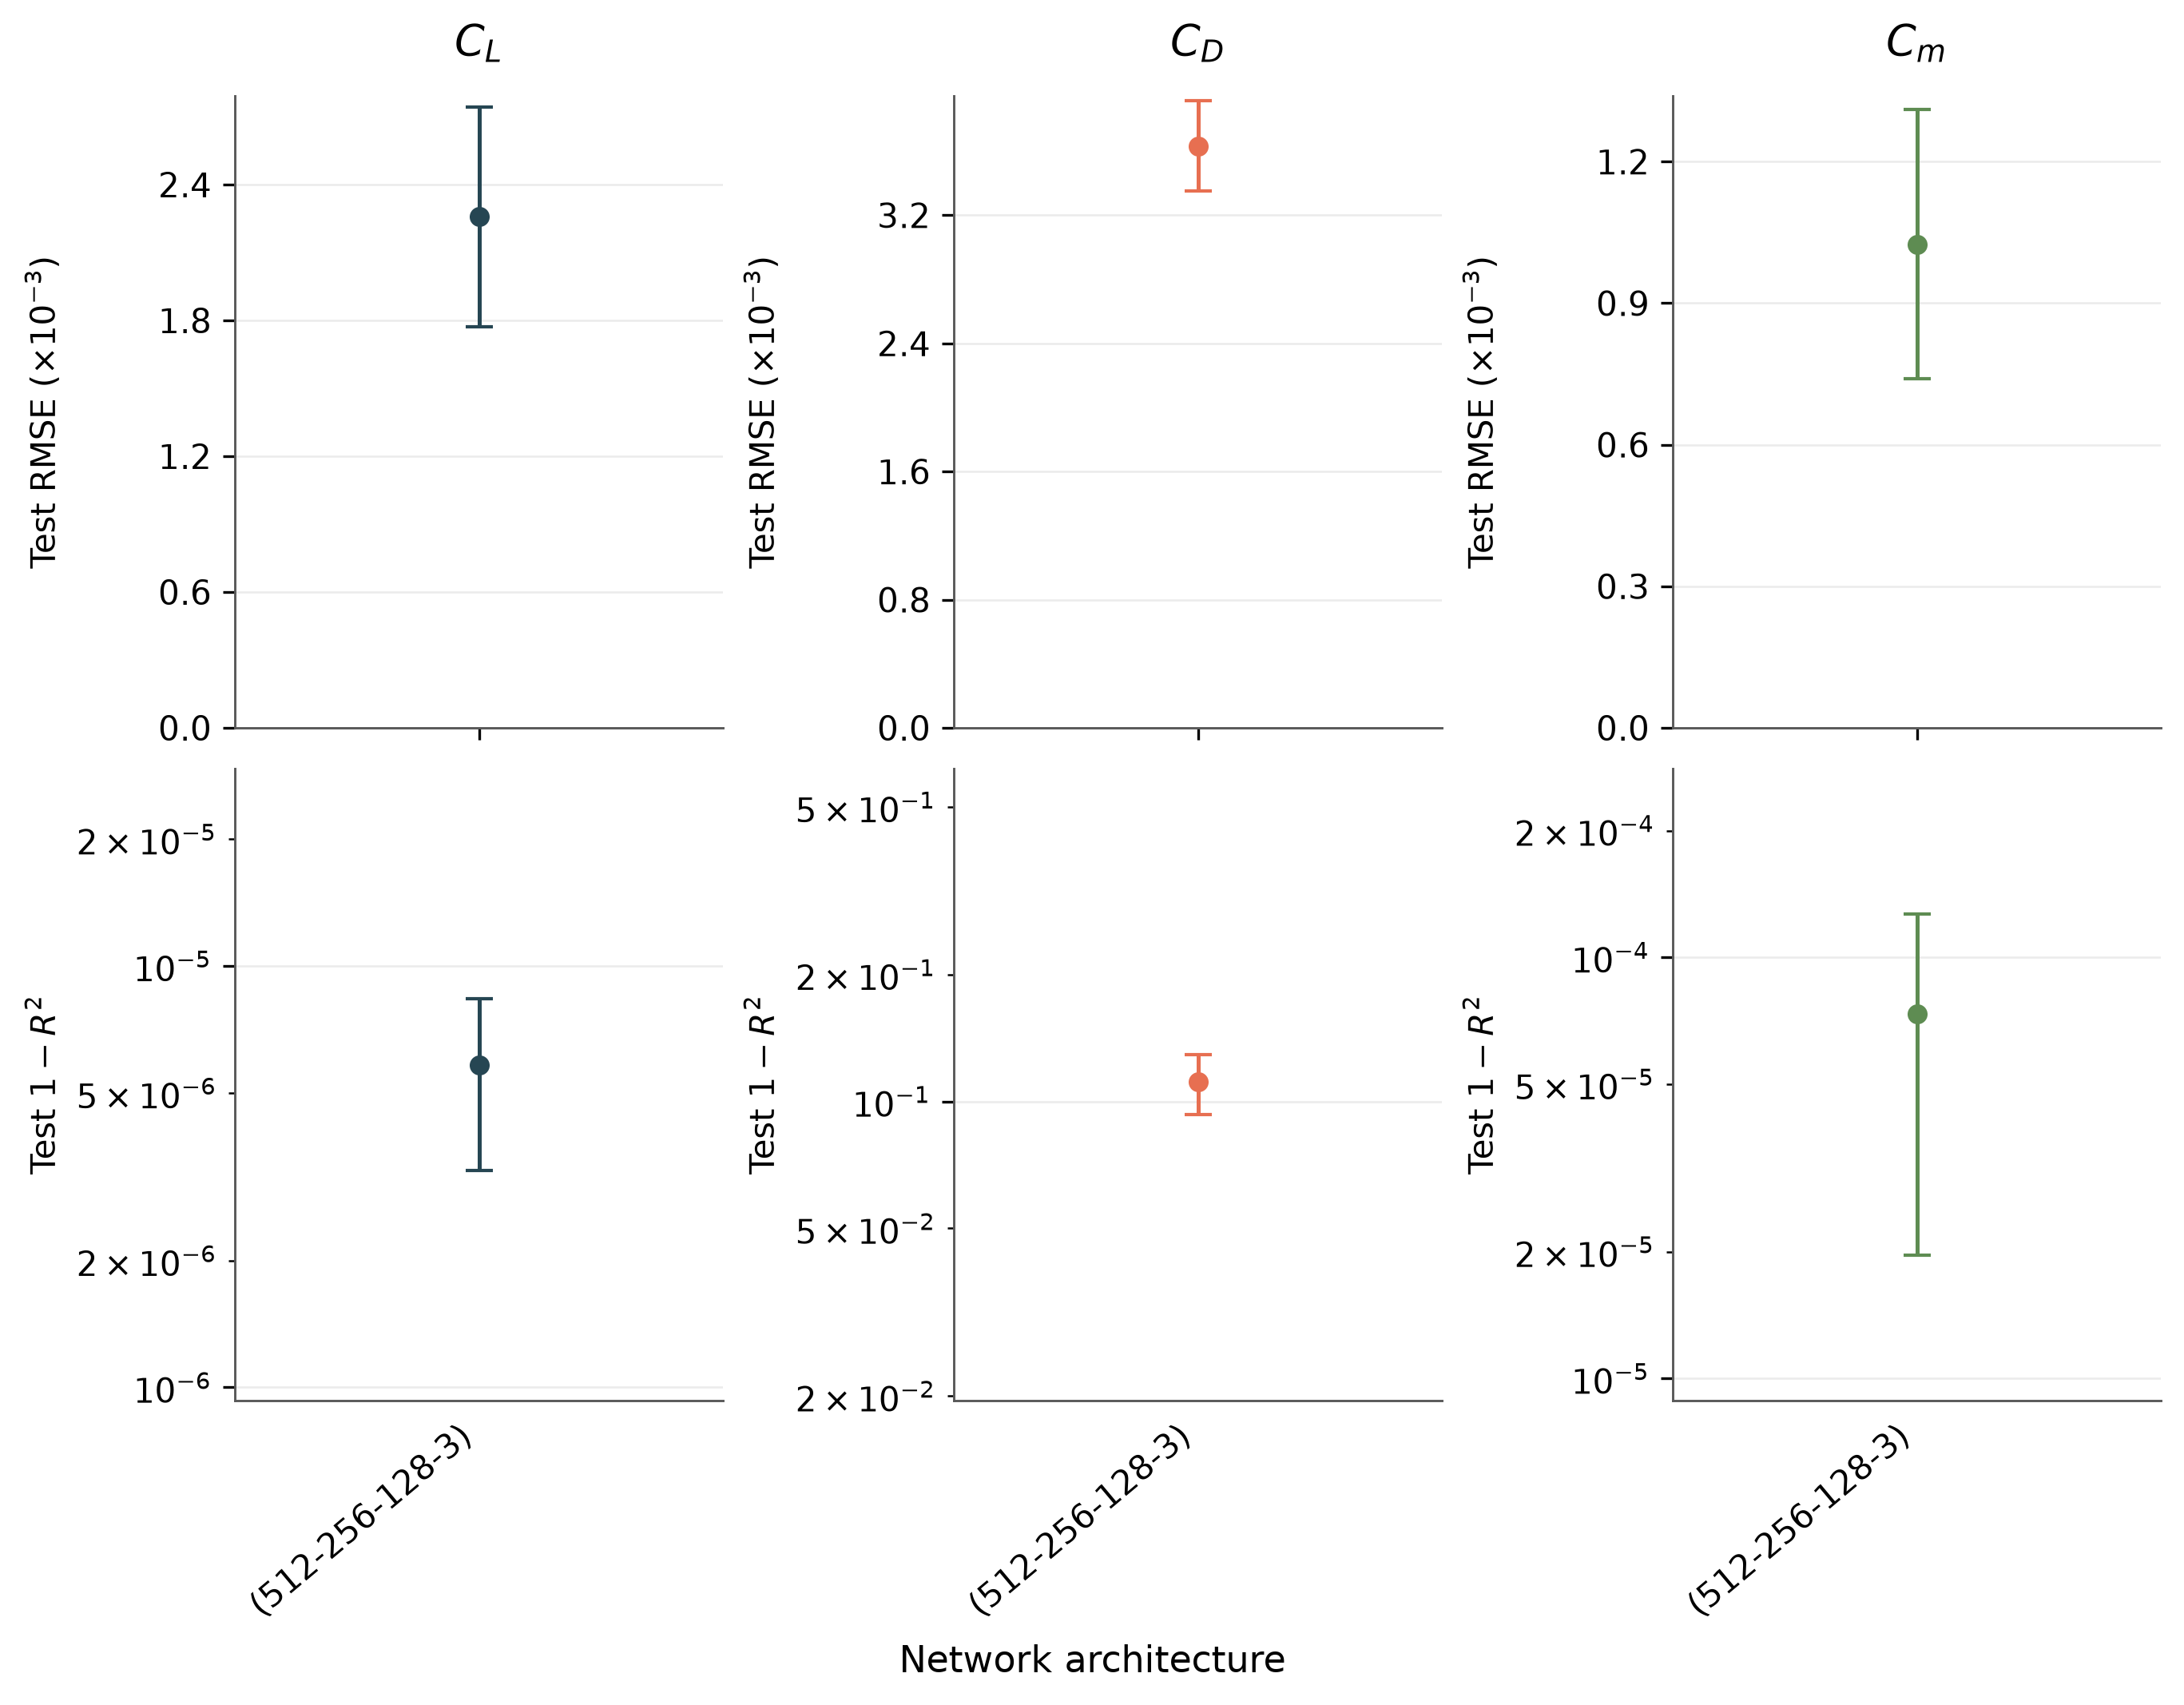 C_L
C_D
C_m
Test RMSE (×10⁻³)
2.4
1.8
1.2
0.6
0.0
Test RMSE (×10⁻³)
3.2
2.4
1.6
0.8
0.0
Test RMSE (×10⁻³)
1.2
0.9
0.6
0.3
0.0
Test 1 − R²
2 × 10⁻⁵
10⁻⁵
5 × 10⁻⁶
2 × 10⁻⁶
10⁻⁶
Test 1 − R²
5 × 10⁻¹
2 × 10⁻¹
10⁻¹
5 × 10⁻²
2 × 10⁻²
Test 1 − R²
2 × 10⁻⁴
10⁻⁴
5 × 10⁻⁵
2 × 10⁻⁵
10⁻⁵
(512-256-128-3)
(512-256-128-3)
(512-256-128-3)
Network architecture